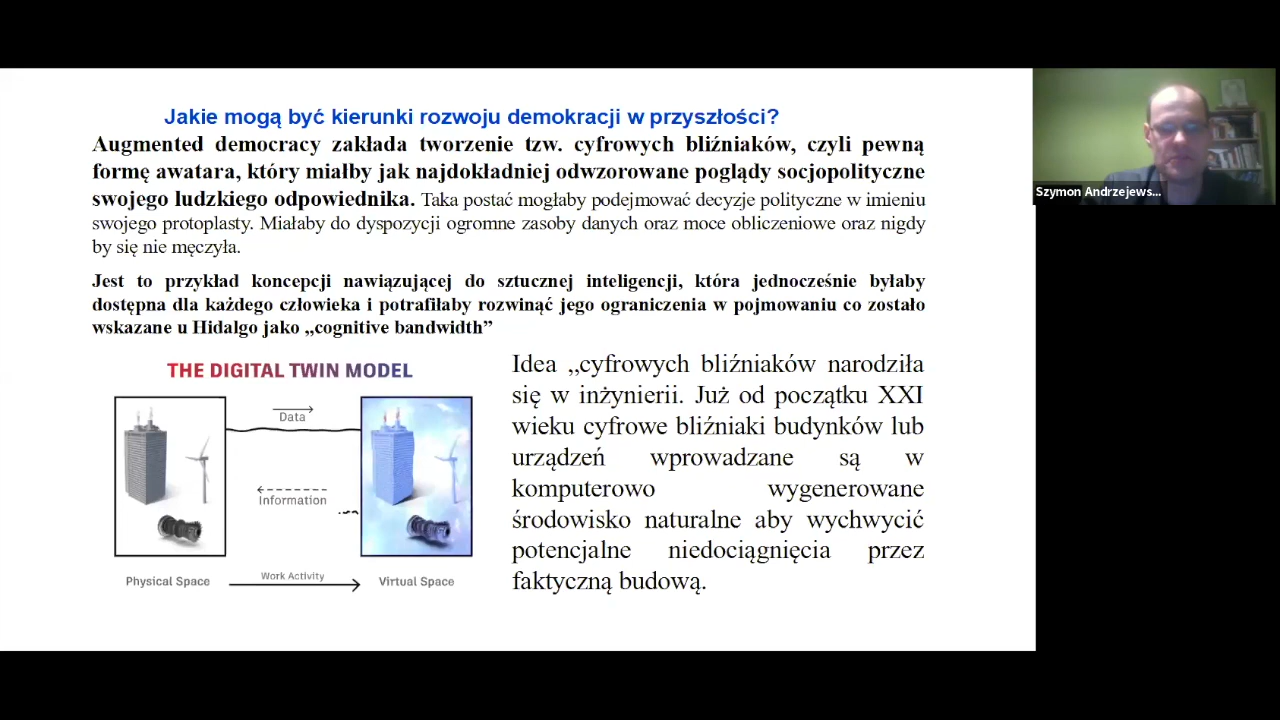 Jakie mogą być kierunki rozwoju demokracji w przyszłości?
Augmented democracy zakłada tworzenie tzw. cyfrowych bliźniaków, czyli pewną
formę awatara, który miałby jak najdokładniej odwzorowane poglądy socjopolityczne
swojego ludzkiego odpowiednika. Taka postać mogłaby podejmować decyzje polityczne w imieniu
swojego protoplasty. Miałaby do dyspozycji ogromne zasoby danych oraz moce obliczeniowe oraz nigdy
by się nie męczyła.
Jest to przykład koncepcji nawiązującej do sztucznej inteligencji, która jednocześnie byłaby
dostępna dla każdego człowieka i potrafiłaby rozwinąć jego ograniczenia w pojmowaniu co zostało
wskazane u Hidalgo jako „cognitive bandwidth”
THE DIGITAL TWIN MODEL
Data
Information
Physical Space
Work Activity
Virtual Space
Idea „cyfrowych bliźniaków narodziła
się w inżynierii. Już od początku XXI
wieku cyfrowe bliźniaki budynków lub
urządzeń wprowadzane są w
komputerowo wygenerowane
środowisko naturalne aby wychwycić
potencjalne niedociągnięcia przez
faktyczną budową.
Szymon Andrzejews...